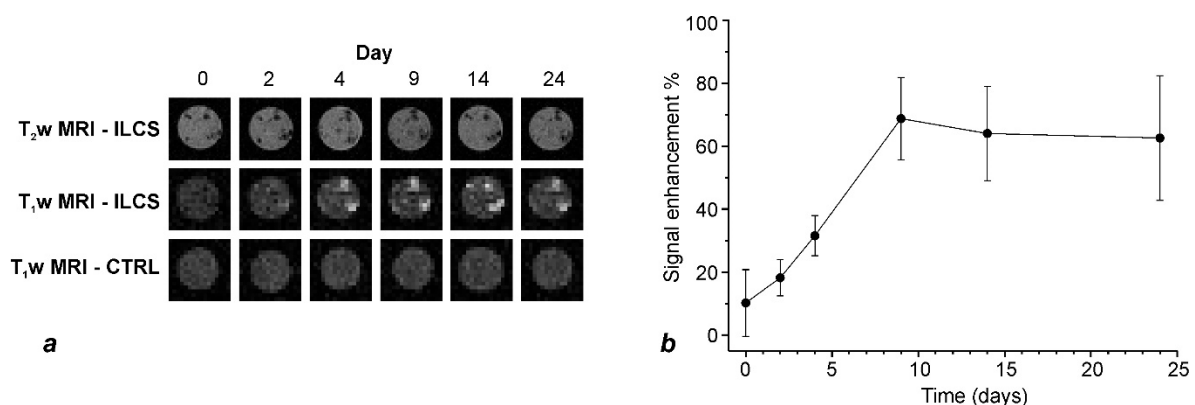 Day
0 2 4 9 14 24
T₂w MRI - ILCS
T₁w MRI - ILCS
T₁w MRI - CTRL
a
Signal enhancement %
100
80
60
40
20
0
0 5 10 15 20 25
Time (days)
b